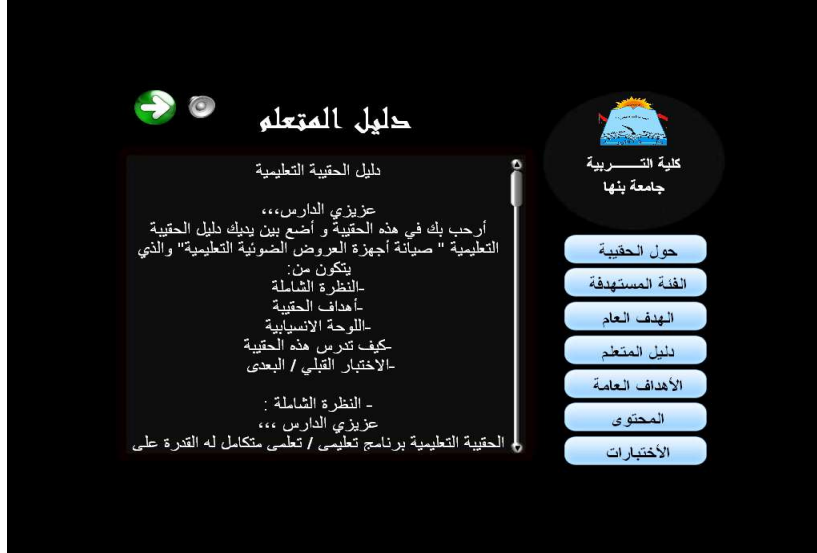 دليل المتعلم
كلية التـــــــربية
جامعة بنها
حول الحقيبة
الفئة المستهدفة
الهدف العام
دليل المتعلم
الأهداف العامة
المحتوى
الأختبارات
دليل الحقيبة التعليمية
عزيزي الدارس،،،
أرحب بك في هذه الحقيبة و أضع بين يديك دليل الحقيبة
التعليمية " صيانة أجهزة العروض الضوئية التعليمية" والذي
يتكون من:
-النظرة الشاملة
-أهداف الحقيبة
-اللوحة الانسيابية
-كيف تدرس هذه الحقيبة
-الاختبار القبلي / البعدى
- النظرة الشاملة :
عزيزي الدارس ،،،
الحقيبة التعليمية برنامج تعليمى / تعلمى متكامل له القدرة على